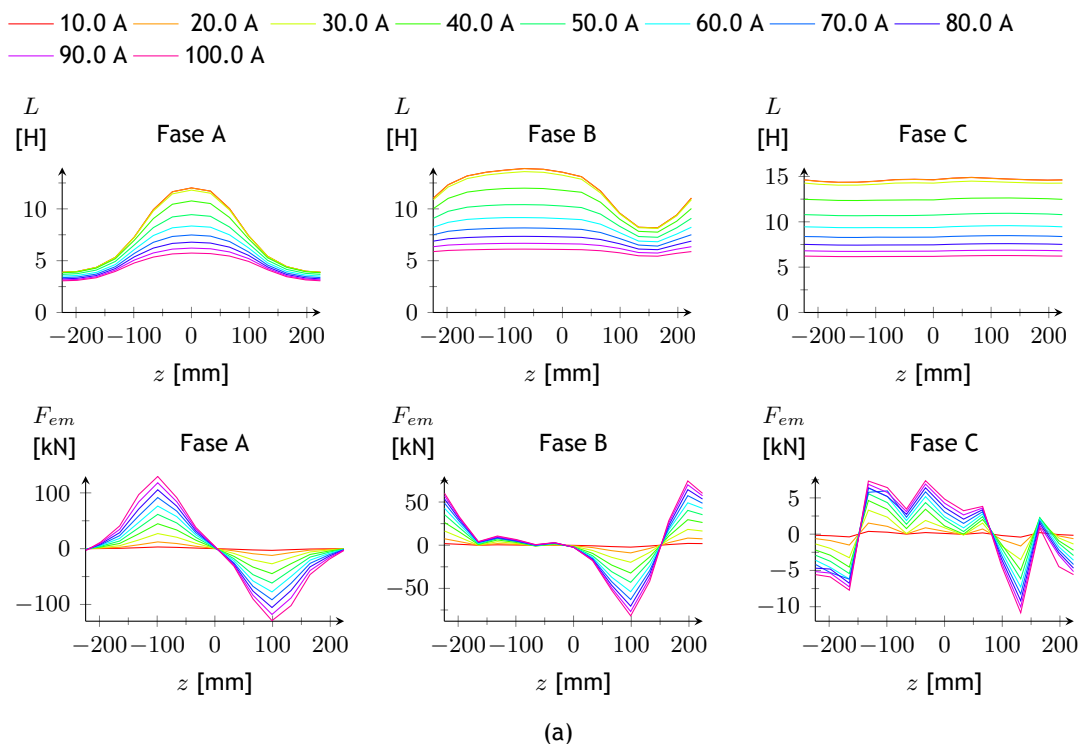 10.0 A 20.0 A 30.0 A 40.0 A 50.0 A 60.0 A 70.0 A 80.0 A
90.0 A 100.0 A
L [H] Fase A
10
5
0
−200 −100 0 100 200
z [mm]
L [H] Fase B
10
5
0
−200 −100 0 100 200
z [mm]
L [H] Fase C
15
10
5
0
−200 −100 0 100 200
z [mm]
F_em [kN] Fase A
100
0
−100
−200 −100 0 100 200
z [mm]
F_em [kN] Fase B
50
0
−50
−200 −100 0 100 200
z [mm]
F_em [kN] Fase C
5
0
−5
−10
−200 −100 0 100 200
z [mm]
(a)